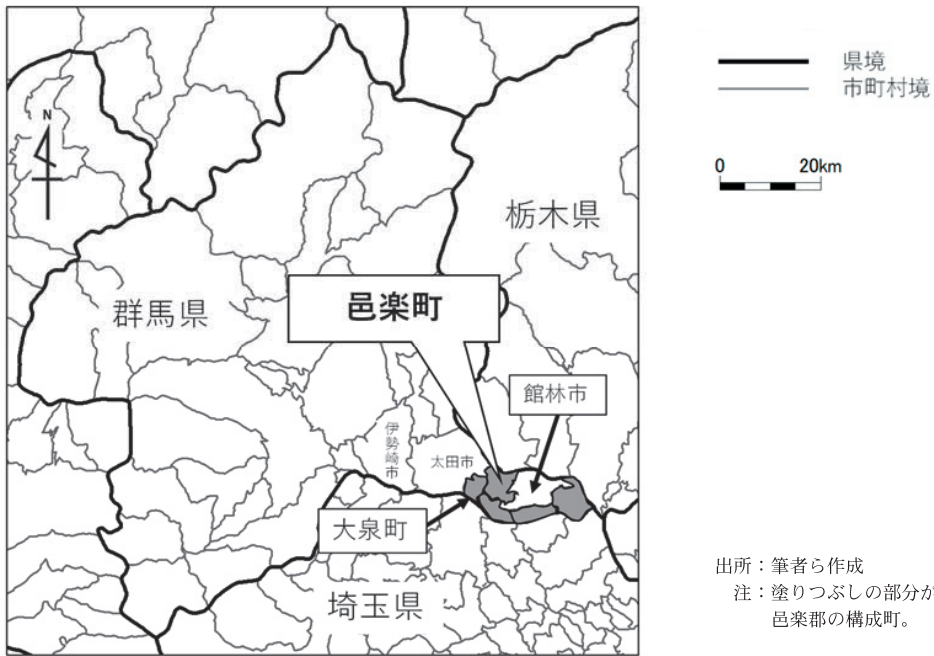 県境
市町村境
N
0 20km
栃木県
群馬県
邑楽町
館林市
伊勢崎市
太田市
大泉町
埼玉県
出所：筆者ら作成
注：塗りつぶしの部分が
邑楽郡の構成町。